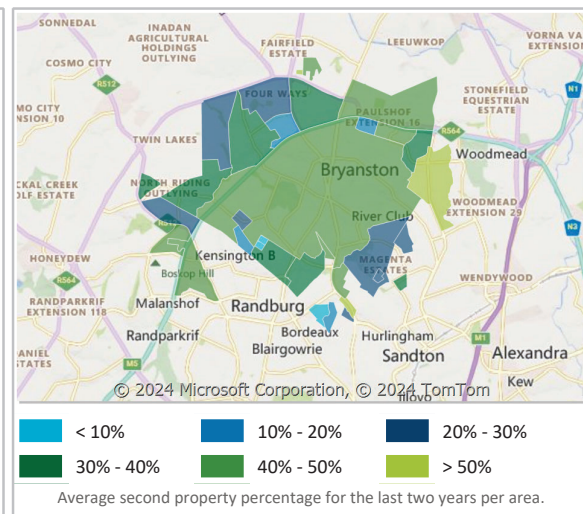 SONNEDAL
INADAN
AGRICULTURAL
HOLDINGS
OUTLYING
FAIRFIELD
ESTATE
LEEUWKOP
VORNA VA
EXTENSION
COSMO CITY
R512
N1
STONEFIELD
EQUESTRIAN
ESTATE
FOUR WAYS
MO CITY
NSION 10
PAULSHOF
EXTENSION 16
R564
TWIN LAKES
Woodmead
Bryanston
CKAL CREEK
OLF ESTATE
NORTH RIDING
OUTLYING
WOODMEAD
EXTENSION 29
River Club
N3
HONEYDEW
Kensington B
MAGENTA
ESTATES
Boskop Hill
WENDYWOOD
R564
RANDPARKRIF
EXTENSION 118
Malanshof
Randburg
M1
Randparkrif
Bordeaux
Hurlingham
Blairgowrie
Sandton
Alexandra
ANIEL
STATES
M5
Kew
© 2024 Microsoft Corporation, © 2024 TomTom
Illovo
< 10%
10% - 20%
20% - 30%
30% - 40%
40% - 50%
> 50%
Average second property percentage for the last two years per area.